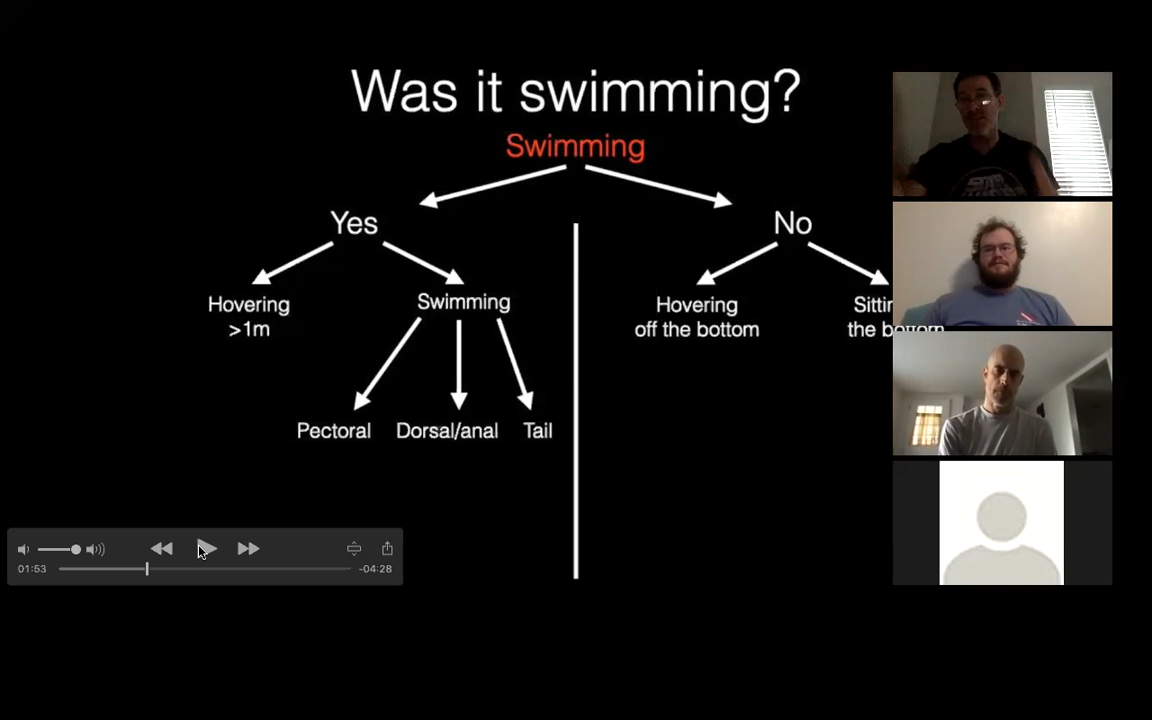 Was it swimming?
Swimming
Yes
No
Hovering
>1m
Swimming
Hovering
off the bottom
the bottom
Pectoral
Dorsal/anal
Tail
01:53
-04:28